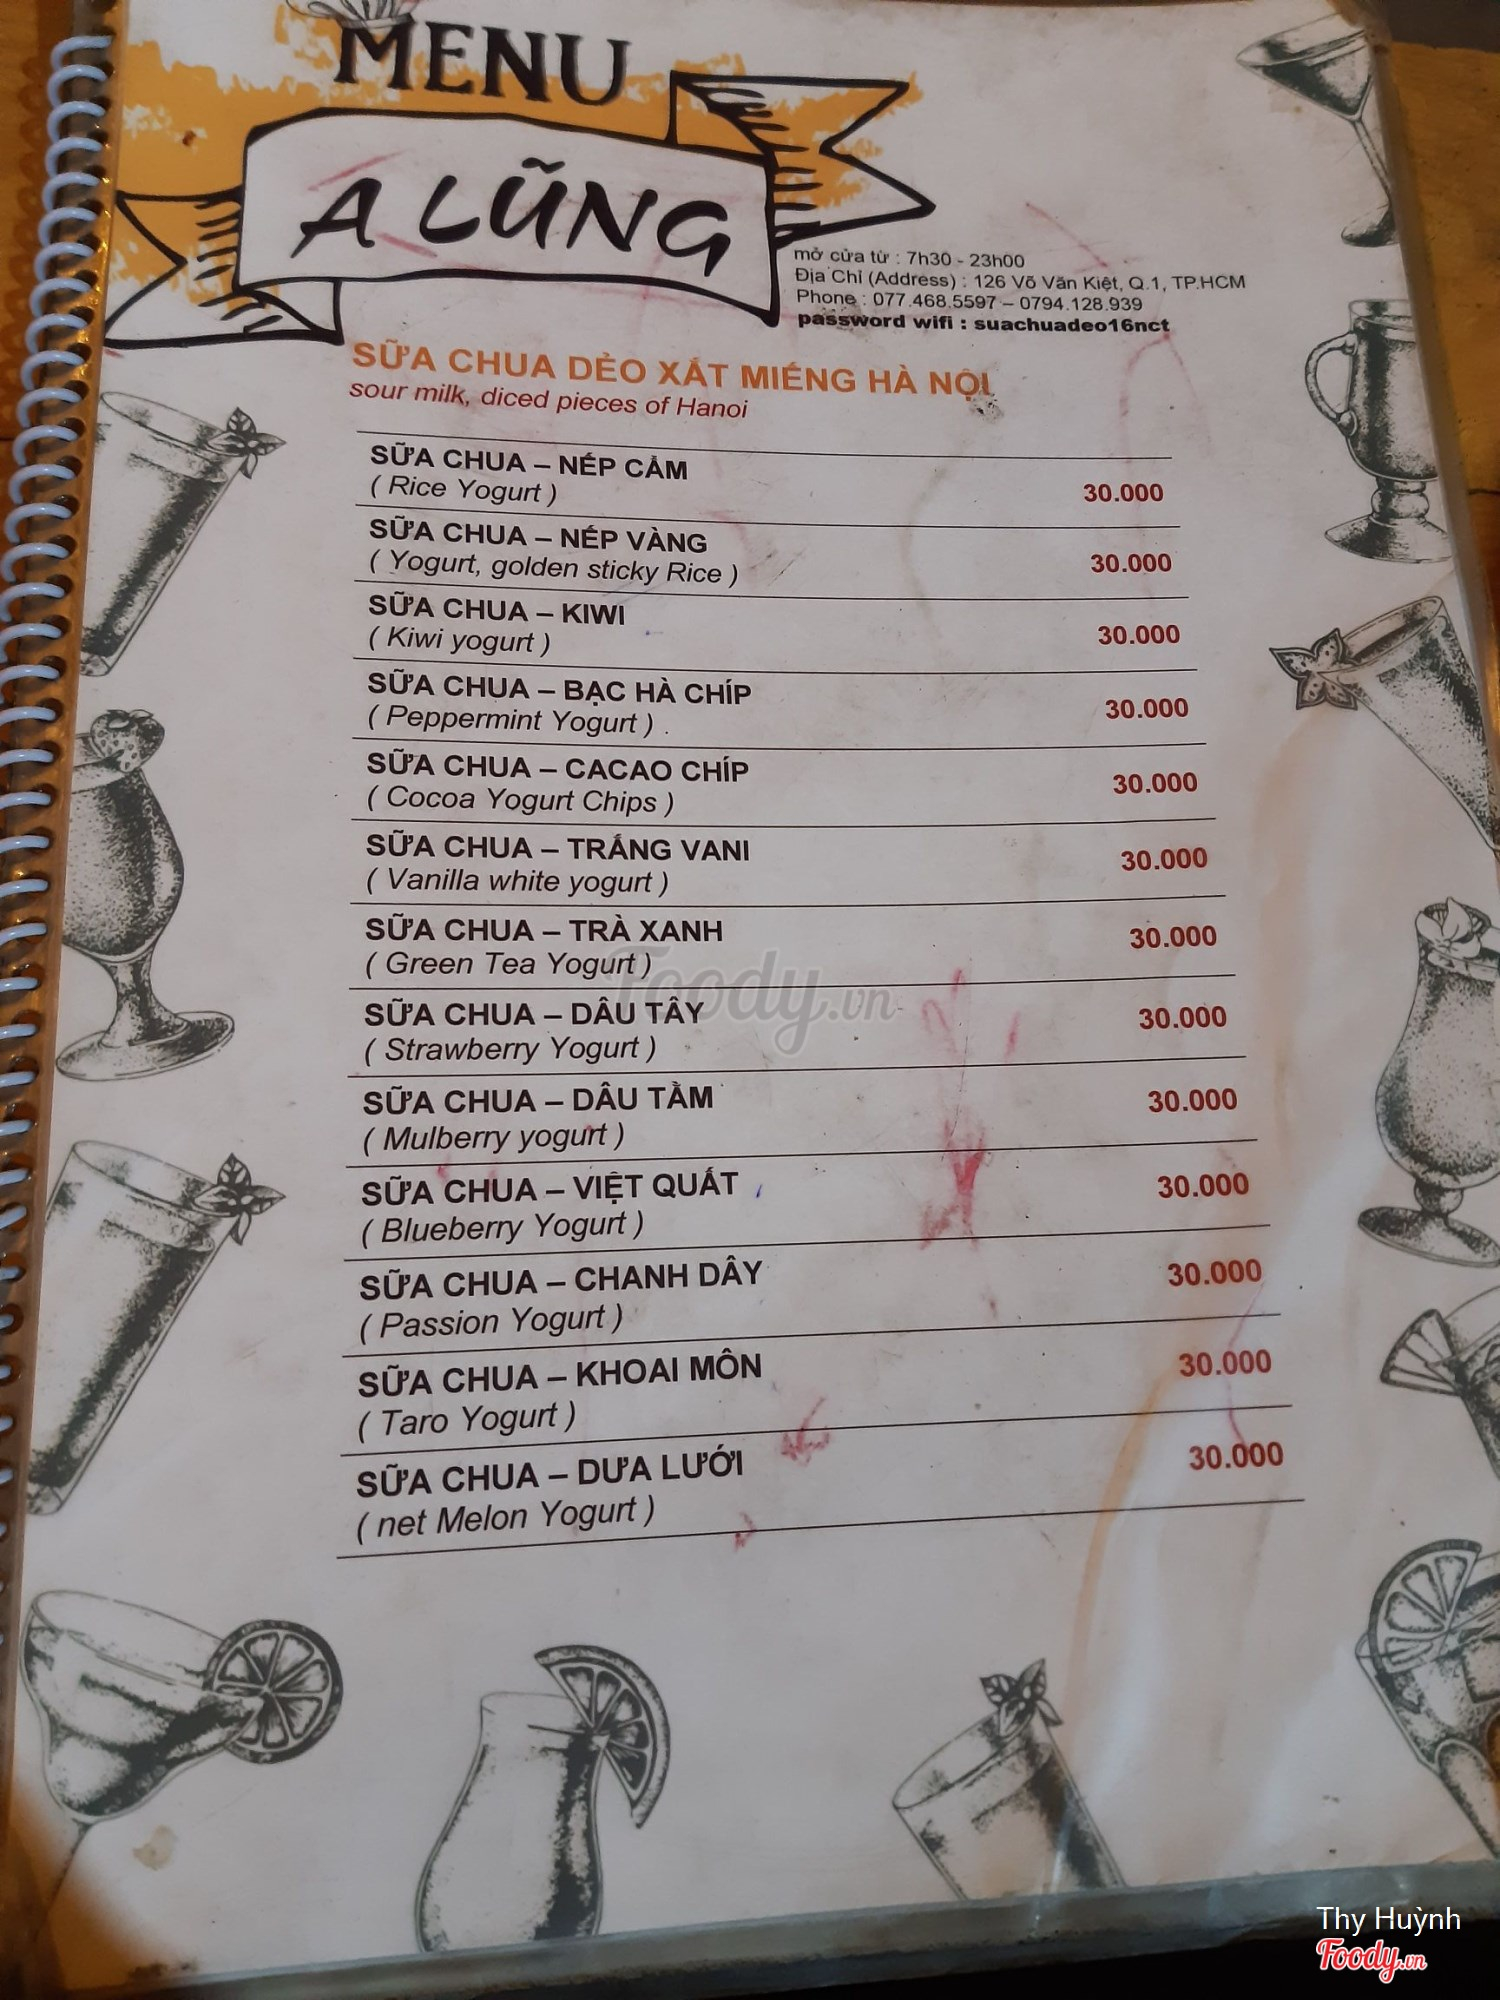 MENU
A LŨNG
mở cửa từ : 7h30 - 23h00
Địa Chỉ (Address) : 126 Võ Văn Kiệt, Q.1, TP.HCM
Phone : 077.468.5597 – 0794.128.939
password wifi : suachuadeo16nct
SỮA CHUA DẺO XẮT MIẾNG HÀ NỘI
sour milk, diced pieces of Hanoi
SỮA CHUA – NẾP CẨM
( Rice Yogurt )
30.000
SỮA CHUA – NẾP VÀNG
( Yogurt, golden sticky Rice )
30.000
SỮA CHUA – KIWI
( Kiwi yogurt )
30.000
SỮA CHUA – BẠC HÀ CHÍP
( Peppermint Yogurt ) .
30.000
SỮA CHUA – CACAO CHÍP
( Cocoa Yogurt Chips )
30.000
SỮA CHUA – TRẮNG VANI
( Vanilla white yogurt )
30.000
SỮA CHUA – TRÀ XANH
( Green Tea Yogurt )
30.000
Foody.vn
SỮA CHUA – DÂU TÂY
( Strawberry Yogurt )
30.000
SỮA CHUA – DÂU TẰM
( Mulberry yogurt )
30.000
SỮA CHUA – VIỆT QUẤT
( Blueberry Yogurt )
30.000
SỮA CHUA – CHANH DÂY
( Passion Yogurt )
30.000
SỮA CHUA – KHOAI MÔN
( Taro Yogurt )
30.000
SỮA CHUA – DƯA LƯỚI
( net Melon Yogurt )
30.000
Thy Huỳnh
Foody.vn